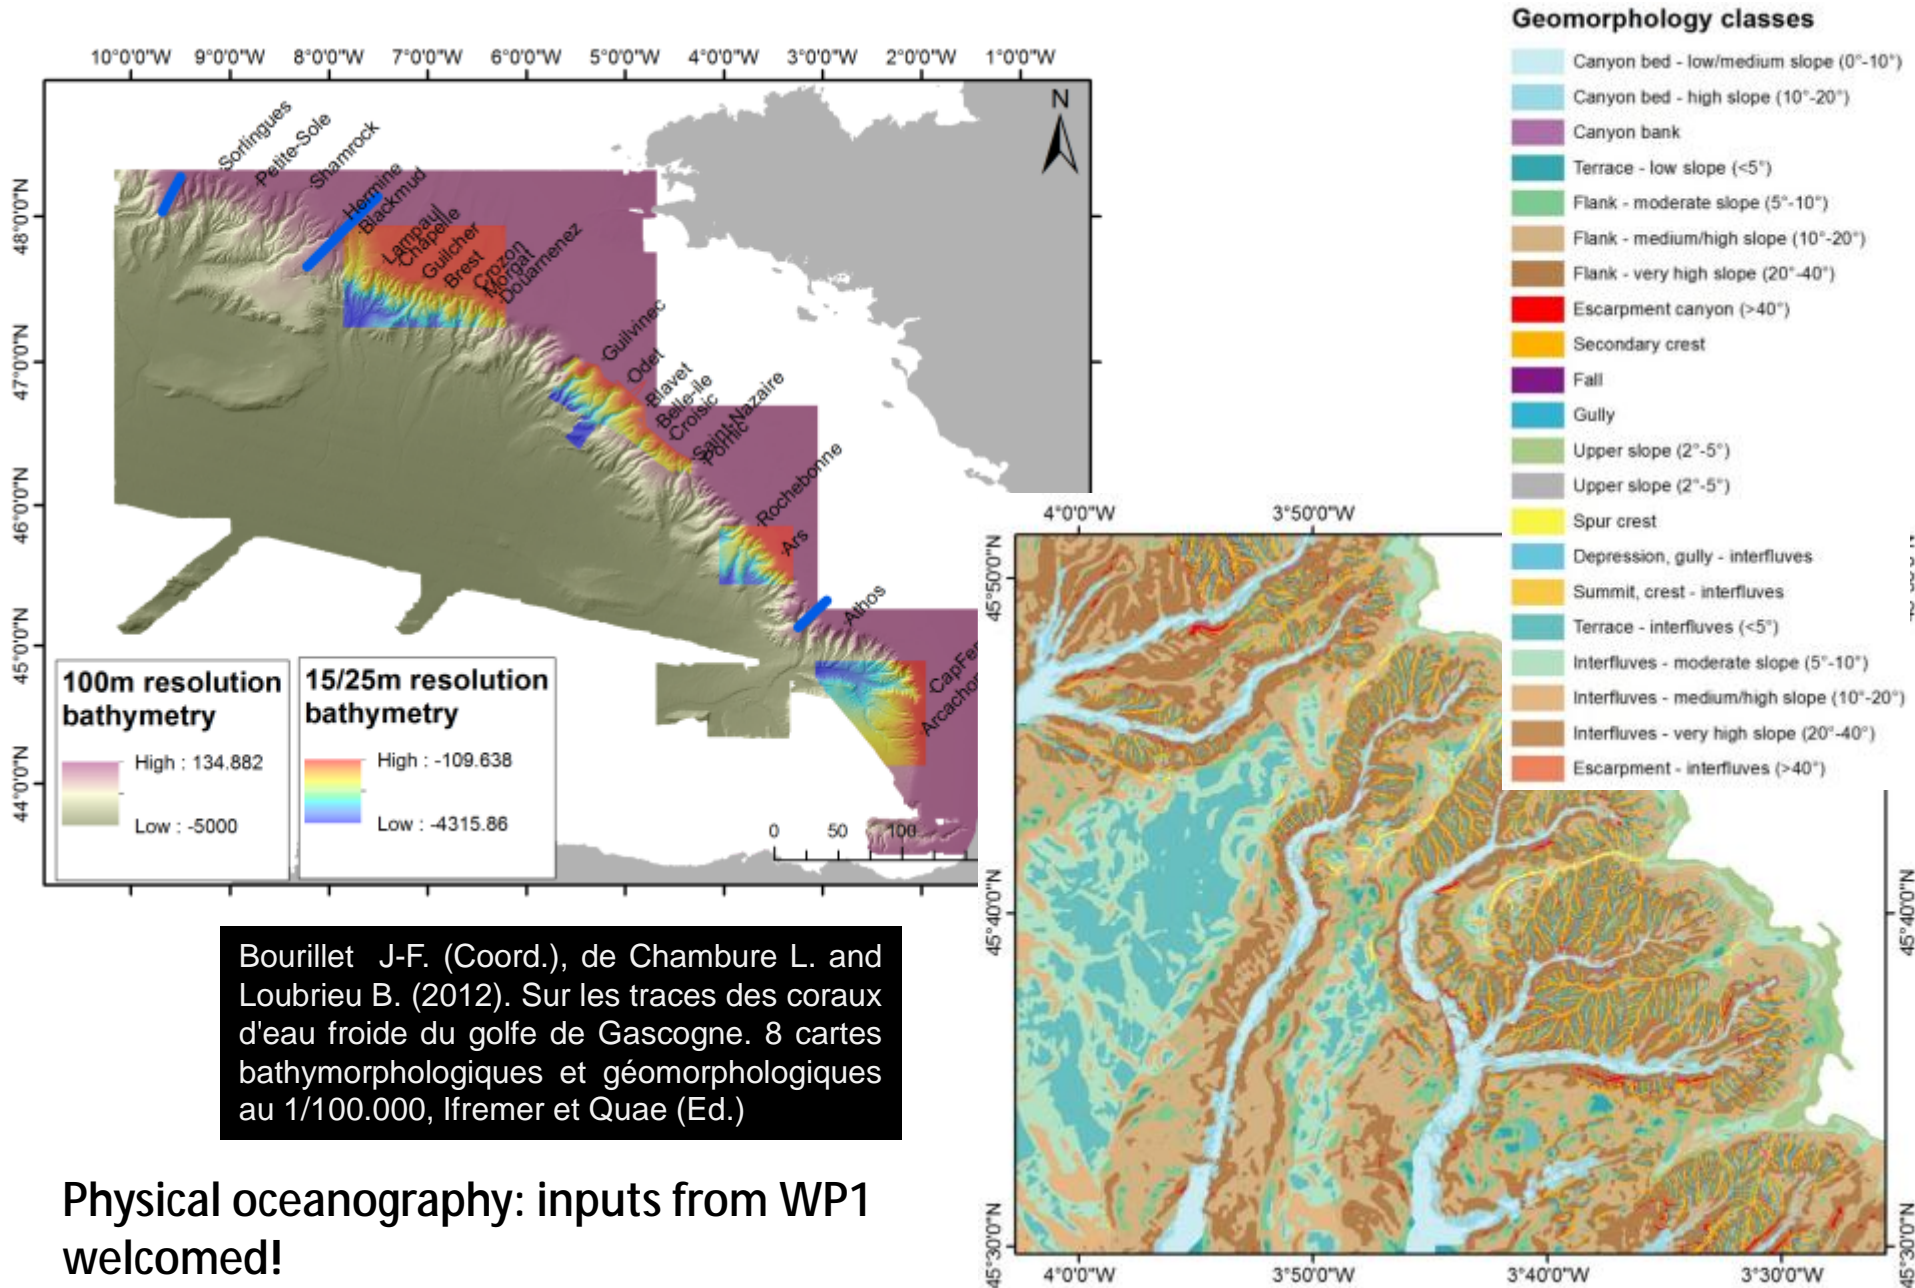 10°0'0"W 9°0'0"W 8°0'0"W 7°0'0"W 6°0'0"W 5°0'0"W 4°0'0"W 3°0'0"W 2°0'0"W 1°0'0"W
N
48°0'0"N
47°0'0"N
46°0'0"N
45°0'0"N
44°0'0"N
Sorlingues
Petite-Sole
Shamrock
Hermine
Blackmud
Lampaul
Chapelle
Guilcher
Brest
Crozon
Morgat
Douarnenez
Guilvinec
Odet
Blavet
Belle-ile
Croisic
Saint-Nazaire
Pornic
Rochebonne
Ars
Athos
Arcachon
100m resolution
bathymetry
High : 134.882
Low : -5000
15/25m resolution
bathymetry
High : -109.638
Low : -4315.86
0 50 100
Geomorphology classes
Canyon bed - low/medium slope (0°-10°)
Canyon bed - high slope (10°-20°)
Canyon bank
Terrace - low slope (<5°)
Flank - moderate slope (5°-10°)
Flank - medium/high slope (10°-20°)
Flank - very high slope (20°-40°)
Escarpment canyon (>40°)
Secondary crest
Fall
Gully
Upper slope (2°-5°)
Upper slope (2°-5°)
Spur crest
Depression, gully - interfluves
Summit, crest - interfluves
Terrace - interfluves (<5°)
Interfluves - moderate slope (5°-10°)
Interfluves - medium/high slope (10°-20°)
Interfluves - very high slope (20°-40°)
Escarpment - interfluves (>40°)
4°0'0"W 3°50'0"W
45°50'0"N
45°40'0"N
45°30'0"N
45°40'0"N
45°30'0"N
4°0'0"W 3°50'0"W 3°40'0"W 3°30'0"W
Bourillet J-F. (Coord.), de Chambure L. and
Loubrieu B. (2012). Sur les traces des coraux
d'eau froide du golfe de Gascogne. 8 cartes
bathymorphologiques et géomorphologiques
au 1/100.000, Ifremer et Quae (Ed.)
Physical oceanography: inputs from WP1
welcomed!